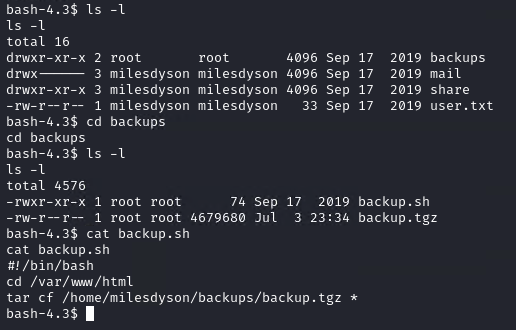 bash-4.3$ ls -l
ls -l
total 16
drwxr-xr-x 2 root       root       4096 Sep 17  2019 backups
drwx------ 3 milesdyson milesdyson 4096 Sep 17  2019 mail
drwxr-xr-x 3 milesdyson milesdyson 4096 Sep 17  2019 share
-rw-r--r-- 1 milesdyson milesdyson   33 Sep 17  2019 user.txt
bash-4.3$ cd backups
cd backups
bash-4.3$ ls -l
ls -l
total 4576
-rwxr-xr-x 1 root root      74 Sep 17  2019 backup.sh
-rw-r--r-- 1 root root 4679680 Jul  3 23:34 backup.tgz
bash-4.3$ cat backup.sh
cat backup.sh
#!/bin/bash
cd /var/www/html
tar cf /home/milesdyson/backups/backup.tgz *
bash-4.3$